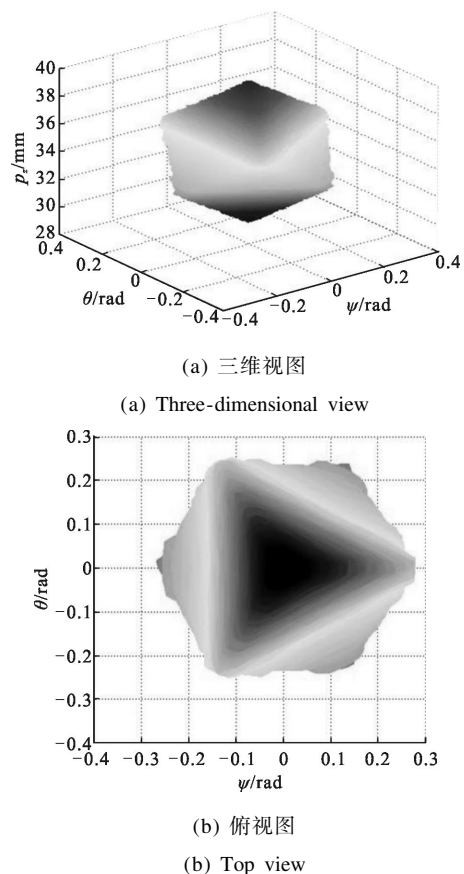 40
38
36
34
32
30
28
p_z/mm
0.4
0.2
0
−0.2
−0.4
θ/rad
−0.4
−0.2
0
0.2
0.4
ψ/rad
(a) 三维视图
(a) Three-dimensional view
0.3
0.2
0.1
0
−0.1
−0.2
−0.3
−0.4
θ/rad
−0.4 −0.3 −0.2 −0.1 0 0.1 0.2 0.3
ψ/rad
(b) 俯视图
(b) Top view